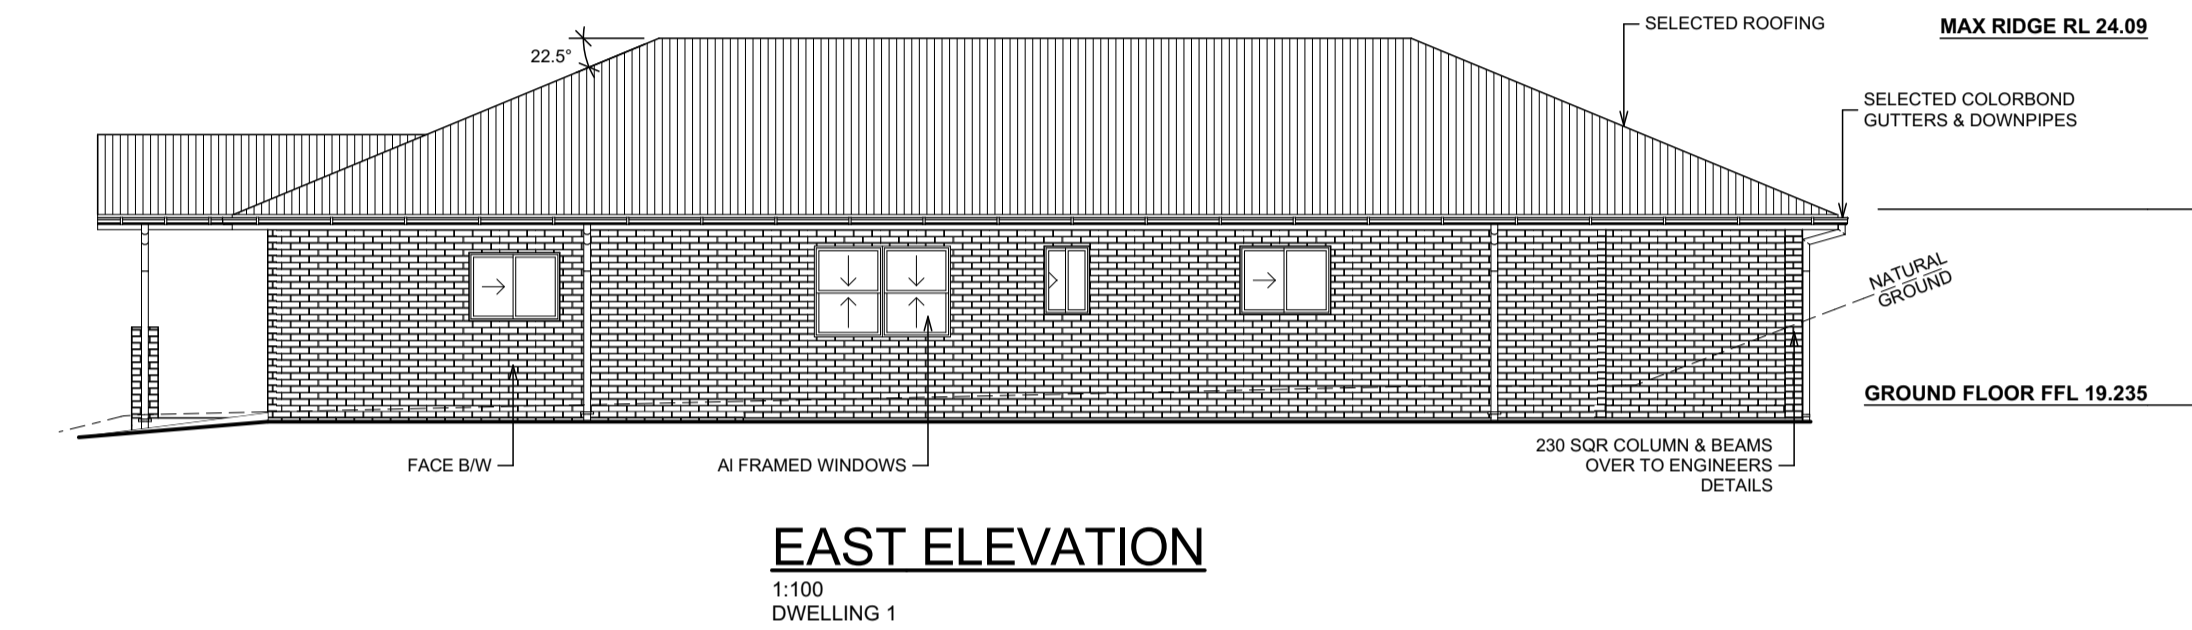 SELECTED ROOFING
MAX RIDGE RL 24.09
22.5°
SELECTED COLORBOND
GUTTERS & DOWNPIPES
NATURAL
GROUND
GROUND FLOOR FFL 19.235
FACE B/W
Al FRAMED WINDOWS
230 SQR COLUMN & BEAMS
OVER TO ENGINEERS
DETAILS
EAST ELEVATION
1:100
DWELLING 1